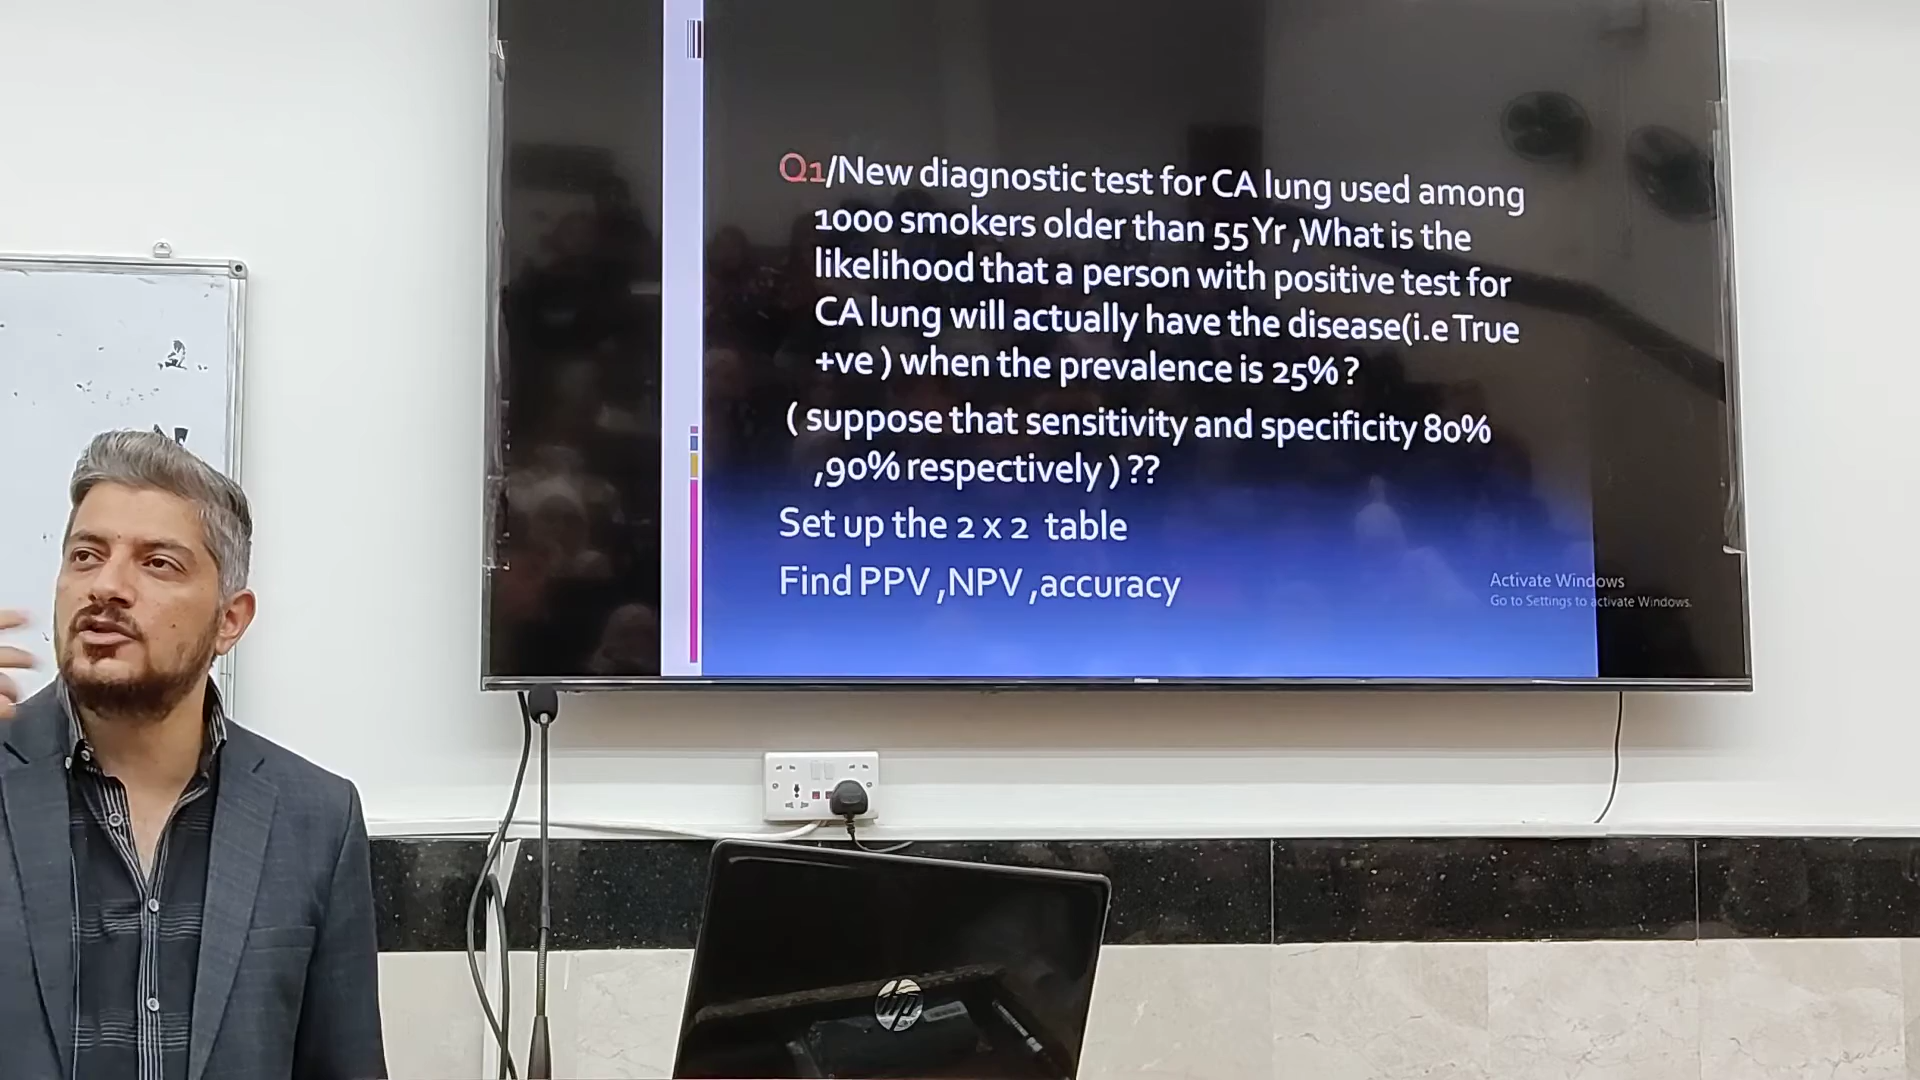 Q1/New diagnostic test for CA lung used among
1000 smokers older than 55 Yr ,What is the
likelihood that a person with positive test for
CA lung will actually have the disease(i.e True
+ve ) when the prevalence is 25% ?
( suppose that sensitivity and specificity 80%
,90% respectively ) ??
Set up the 2 x 2 table
Find PPV ,NPV ,accuracy
Activate Windows
Go to Settings to activate Windows.
hp